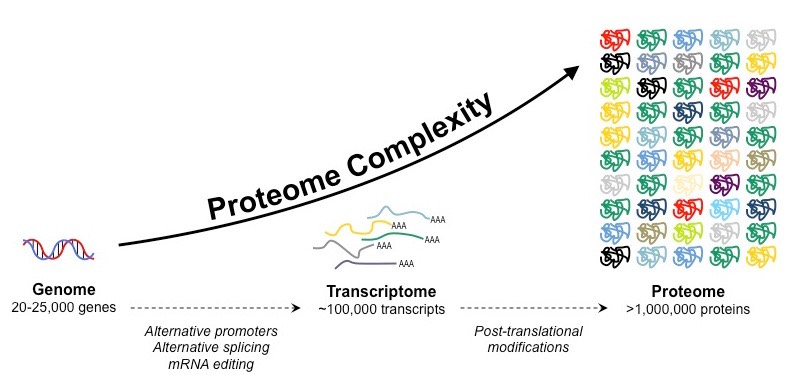 Proteome Complexity
AAA
AAA
AAA
AAA
AAA
Genome
20-25,000 genes
Alternative promoters
Alternative splicing
mRNA editing
Transcriptome
~100,000 transcripts
Post-translational
modifications
Proteome
>1,000,000 proteins